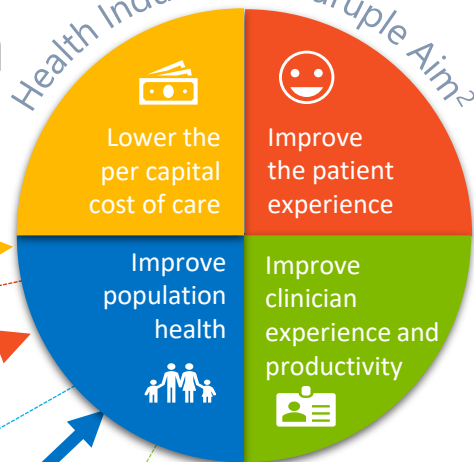 Health Indu ruple Aim²
Lower the
per capital
cost of care
Improve
the patient
experience
Improve
population
health
Improve
clinician
experience and
productivity